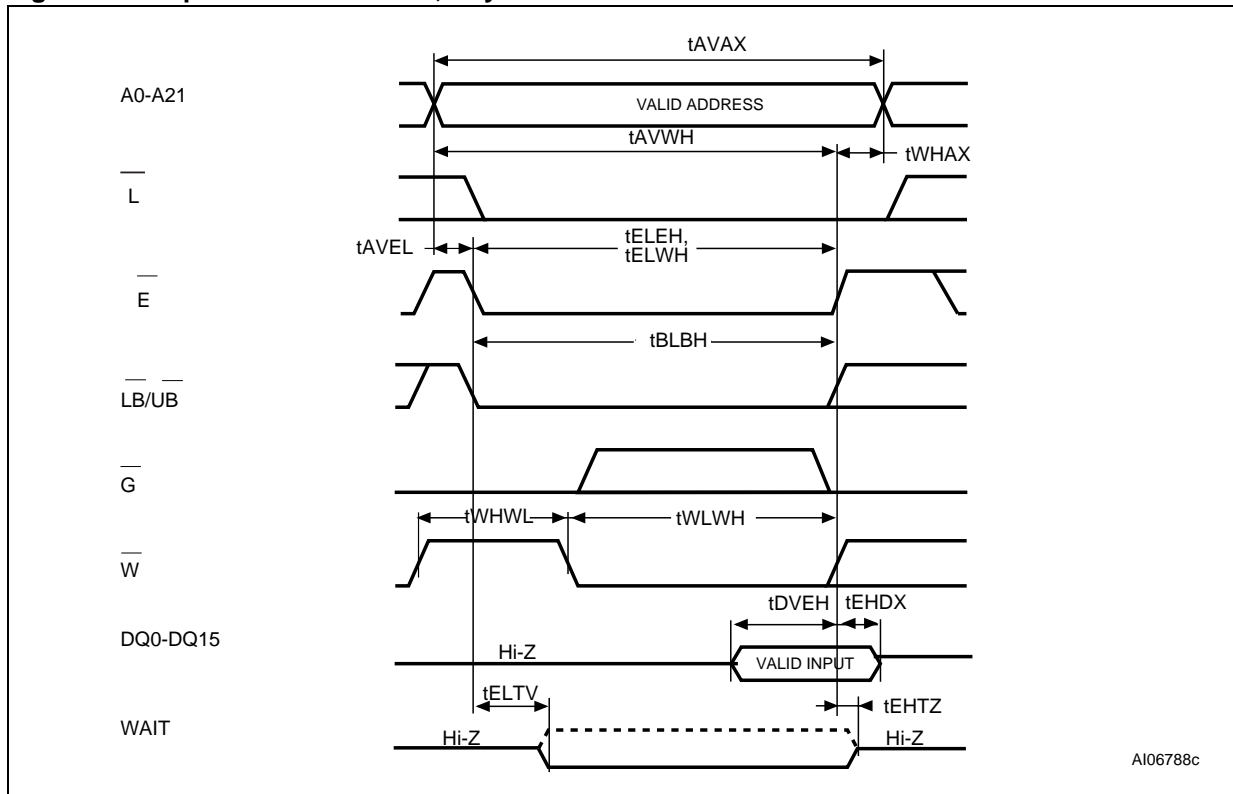 tAVAX
A0-A21
VALID ADDRESS
tAVWH
tWHAX
L
tAVEL
tELEH,
tELWH
E
tBLBH
LB/UB
G
tWHWL
tWLWH
W
tDVEH
tEHDX
DQ0-DQ15
Hi-Z
VALID INPUT
tELTV
tEHTZ
WAIT
Hi-Z
Hi-Z
AI06788c